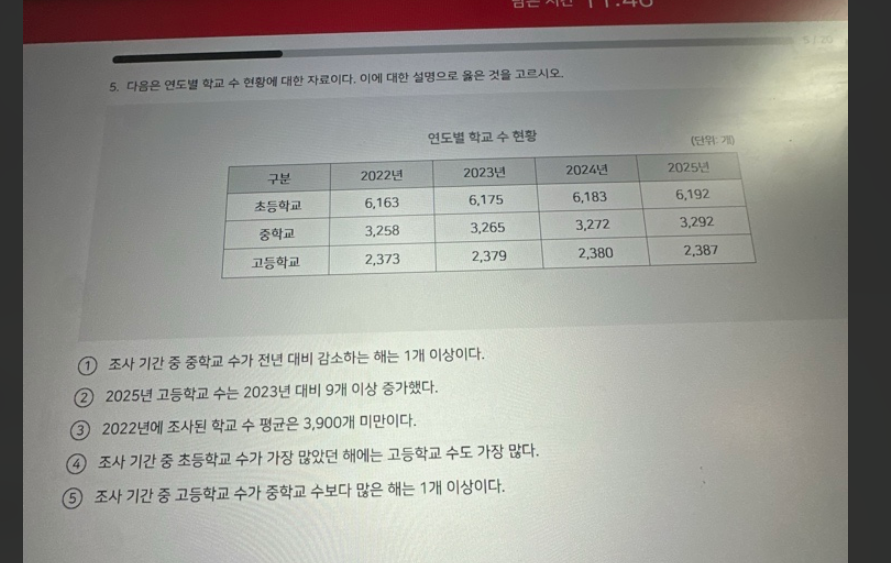 11:40
5. 다음은 연도별 학교 수 현황에 대한 자료이다. 이에 대한 설명으로 옳은 것을 고르시오.
연도별 학교 수 현황
(단위: 개)
구분 2022년 2023년 2024년 2025년
초등학교 6,163 6,175 6,183 6,192
중학교 3,258 3,265 3,272 3,292
고등학교 2,373 2,379 2,380 2,387
① 조사 기간 중 중학교 수가 전년 대비 감소하는 해는 1개 이상이다.
② 2025년 고등학교 수는 2023년 대비 9개 이상 증가했다.
③ 2022년에 조사된 학교 수 평균은 3,900개 미만이다.
④ 조사 기간 중 초등학교 수가 가장 많았던 해에는 고등학교 수도 가장 많다.
⑤ 조사 기간 중 고등학교 수가 중학교 수보다 많은 해는 1개 이상이다.